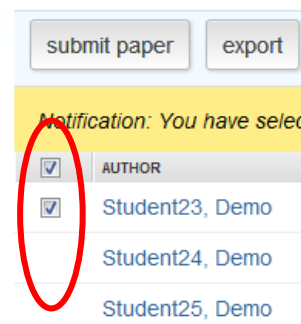 submit paper export
Notification: You have selec
AUTHOR
Student23, Demo
Student24, Demo
Student25, Demo